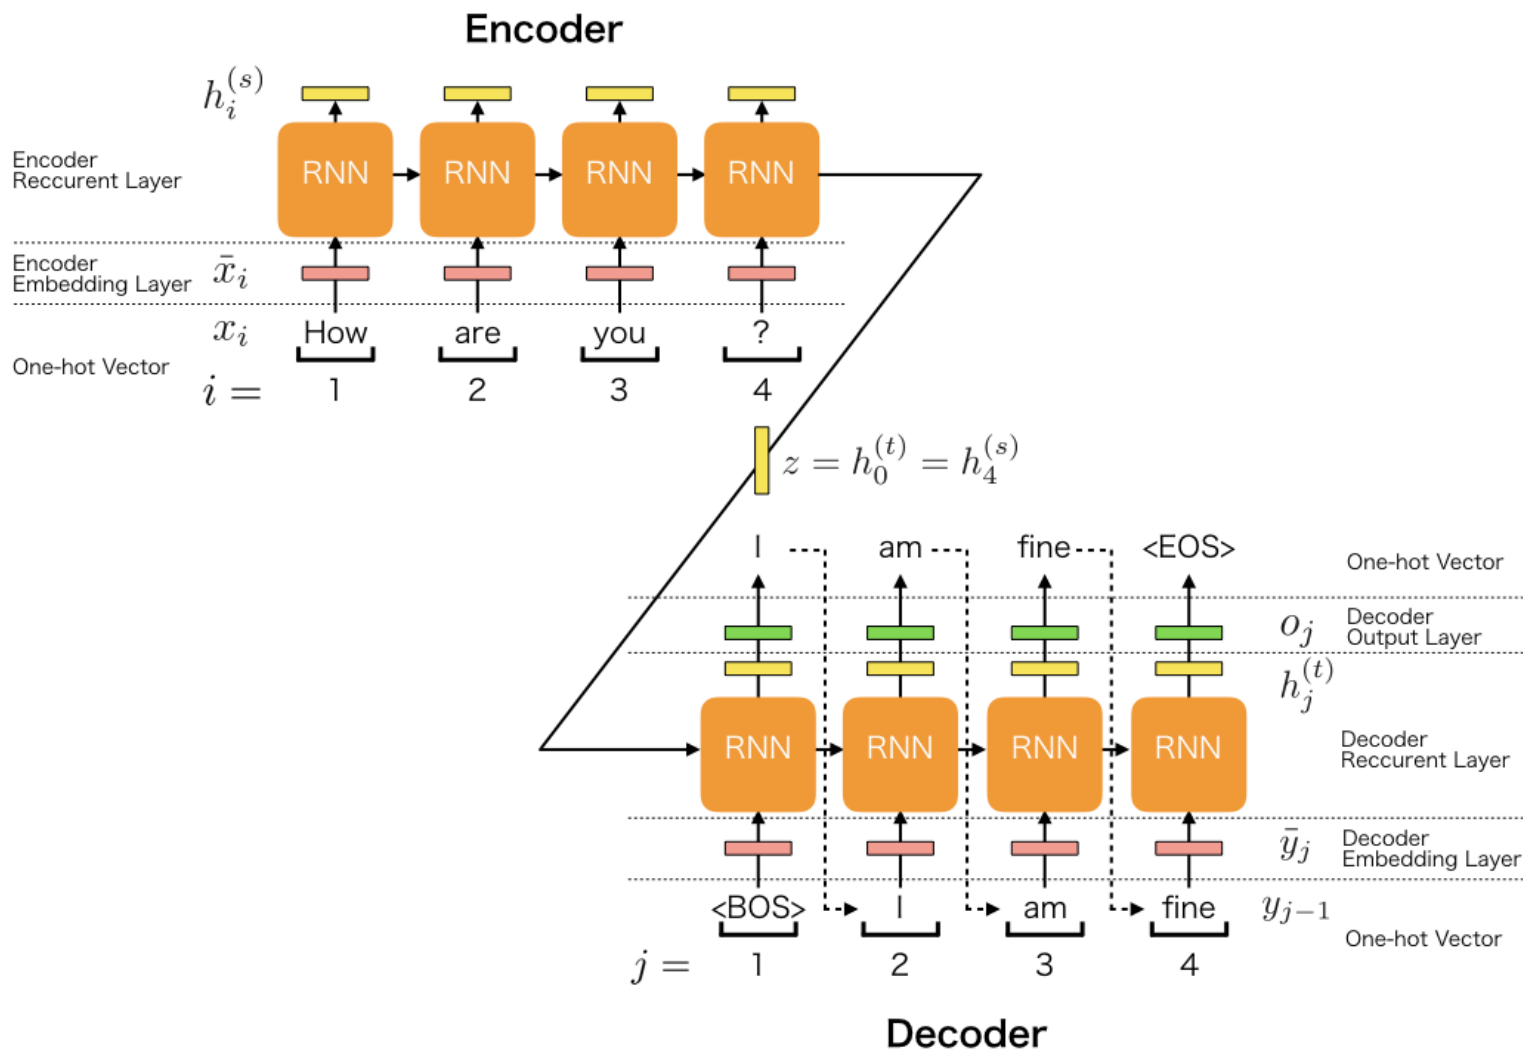 Encoder
h_i^{(s)}
Encoder
Reccurent Layer
RNN RNN RNN RNN
Encoder
Embedding Layer
x̄_i
x_i How are you ?
One-hot Vector
i = 1 2 3 4
z = h_0^{(t)} = h_4^{(s)}
I am fine <EOS>
One-hot Vector
o_j
Decoder
Output Layer
h_j^{(t)}
RNN RNN RNN RNN
Decoder
Reccurent Layer
ȳ_j
Decoder
Embedding Layer
<BOS> I am fine y_{j-1}
One-hot Vector
j = 1 2 3 4
Decoder